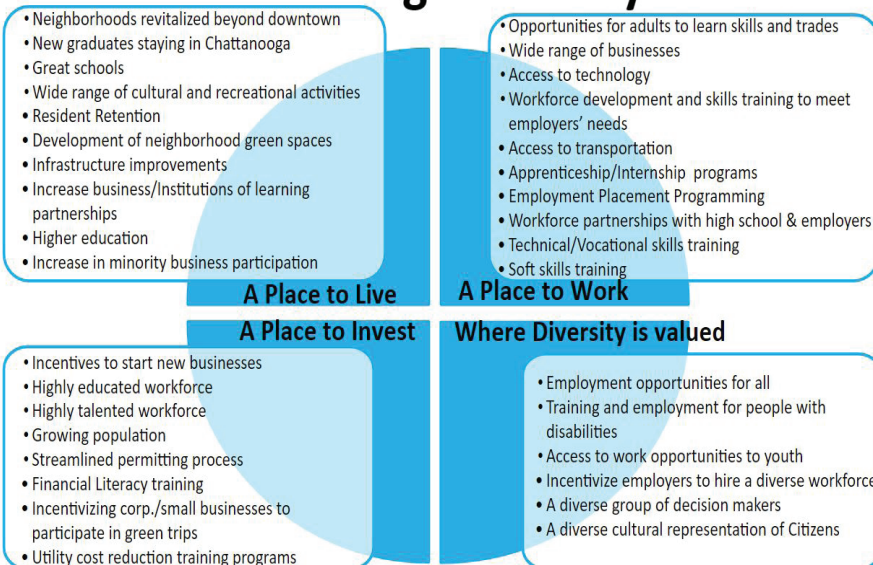 • Neighborhoods revitalized beyond downtown
• New graduates staying in Chattanooga
• Great schools
• Wide range of cultural and recreational activities
• Resident Retention
• Development of neighborhood green spaces
• Infrastructure improvements
• Increase business/Institutions of learning
partnerships
• Higher education
• Increase in minority business participation
A Place to Live
• Opportunities for adults to learn skills and trades
• Wide range of businesses
• Access to technology
• Workforce development and skills training to meet
employers’ needs
• Access to transportation
• Apprenticeship/Internship programs
• Employment Placement Programming
• Workforce partnerships with high school & employers
• Technical/Vocational skills training
• Soft skills training
A Place to Work
A Place to Invest
• Incentives to start new businesses
• Highly educated workforce
• Highly talented workforce
• Growing population
• Streamlined permitting process
• Financial Literacy training
• Incentivizing corp./small businesses to
participate in green trips
• Utility cost reduction training programs
Where Diversity is valued
• Employment opportunities for all
• Training and employment for people with
disabilities
• Access to work opportunities to youth
• Incentivize employers to hire a diverse workforce
• A diverse group of decision makers
• A diverse cultural representation of Citizens